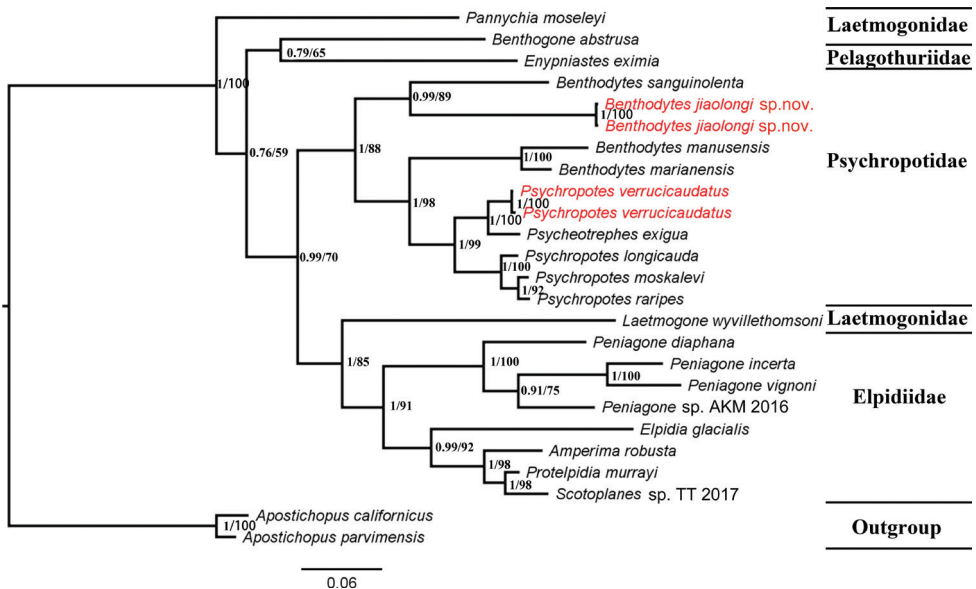 Pannychia moseleyi
Laetmogonidae
Benthogone abstrusa
0.79/65
Pelagothuriidae
Enypniastes eximia
1/100
Benthodytes sanguinolenta
0.99/89
Benthodytes jiaolongi sp.nov.
1/100
Benthodytes jiaolongi sp.nov.
0.76/59
1/88
Benthodytes manusensis
1/100
Psychropotidae
Benthodytes marianensis
1/98
Psychropotes verrucicaudatus
1/100
Psychropotes verrucicaudatus
1/100
Psycheotrephes exigua
1/99
0.99/70
Psychropotes longicauda
1/100
Psychropotes moskalevi
1/92
Psychropotes raripes
Laetmogone wyvillethomsoni
Laetmogonidae
1/85
Peniagone diaphana
1/100
Peniagone incerta
1/100
Peniagone vignoni
0.91/75
Elpidiidae
Peniagone sp. AKM 2016
1/91
Elpidia glacialis
0.99/92
Amperima robusta
1/98
Protelpidia murrayi
1/98
Scotoplanes sp. TT 2017
Apostichopus californicus
1/100
Outgroup
Apostichopus parvimensis
0.06